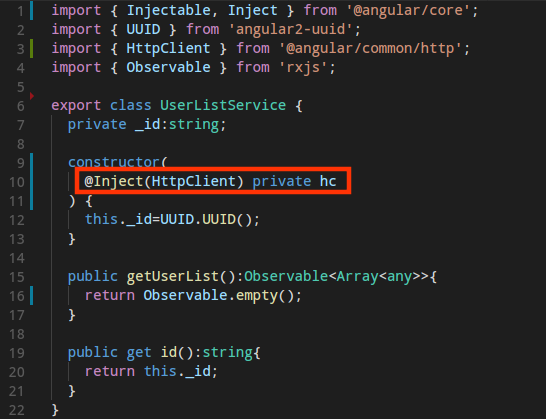 1 import { Injectable, Inject } from '@angular/core';
2 import { UUID } from 'angular2-uuid';
3 import { HttpClient } from '@angular/common/http';
4 import { Observable } from 'rxjs';
5
6 export class UserListService {
7 private _id:string;
8
9 constructor(
10 @Inject(HttpClient) private hc
11 ) {
12 this._id=UUID.UUID();
13 }
14
15 public getUserList():Observable<Array<any>>{
16 return Observable.empty();
17 }
18
19 public get id():string{
20 return this._id;
21 }
22 }